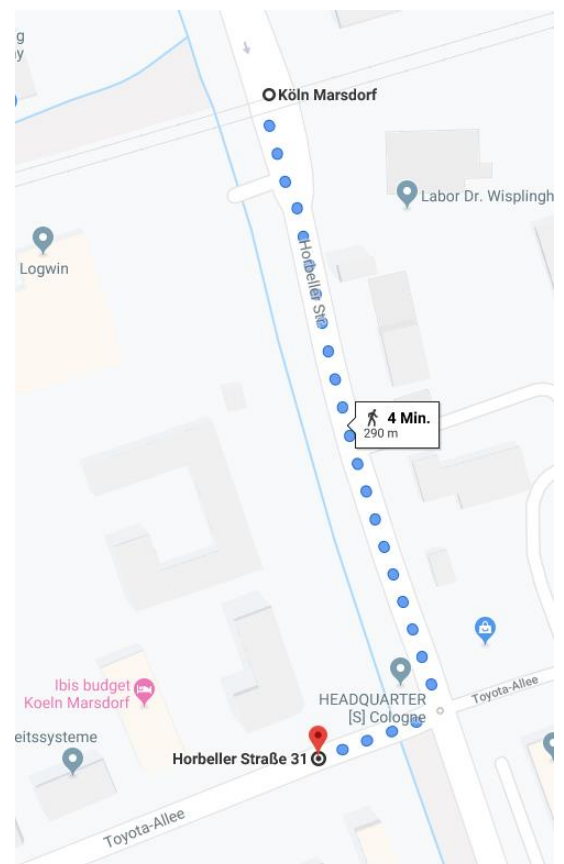 g
y
Köln Marsdorf
Labor Dr. Wisplingh
Logwin
Horbeller Str.
4 Min.
290 m
Ibis budget
Koeln Marsdorf
HEADQUARTER
[S] Cologne
Toyota-Allee
eitssysteme
Horbeller Straße 31
Toyota-Allee